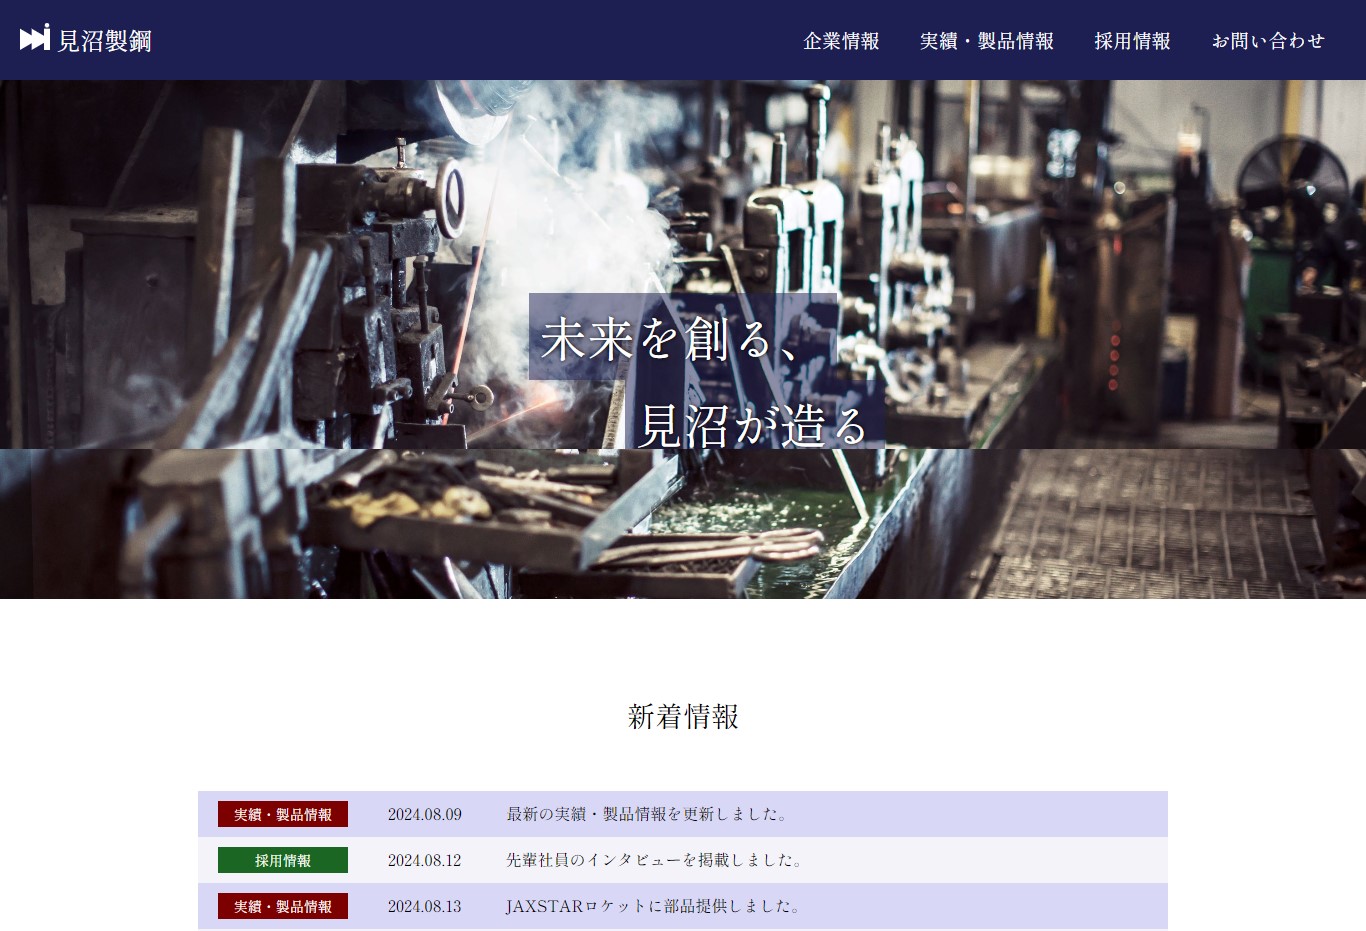 見沼製鋼
企業情報 実績・製品情報 採用情報 お問い合わせ
未来を創る、
見沼が造る
新着情報
実績・製品情報 2024.08.09 最新の実績・製品情報を更新しました。
採用情報 2024.08.12 先輩社員のインタビューを掲載しました。
実績・製品情報 2024.08.13 JAXSTARロケットに部品提供しました。